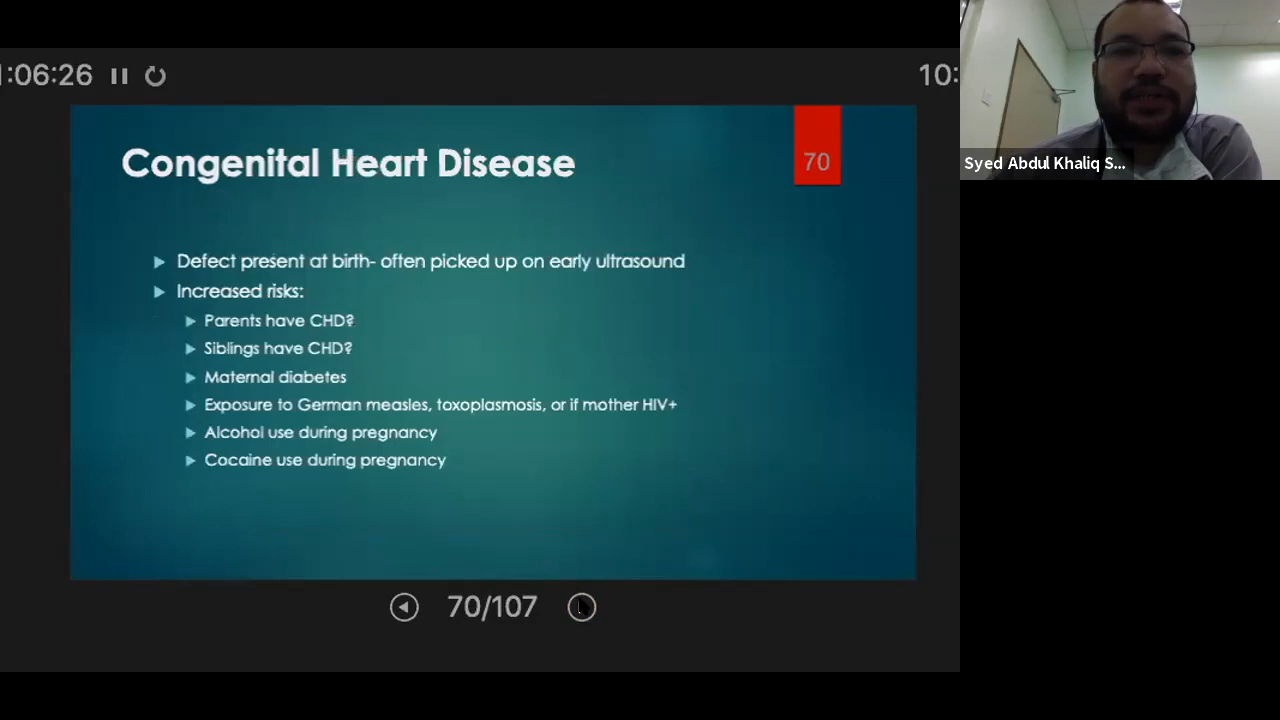 1:06:26
10:
Congenital Heart Disease
70
Defect present at birth- often picked up on early ultrasound
Increased risks:
Parents have CHD?
Siblings have CHD?
Maternal diabetes
Exposure to German measles, toxoplasmosis, or if mother HIV+
Alcohol use during pregnancy
Cocaine use during pregnancy
70/107
Syed Abdul Khaliq S...